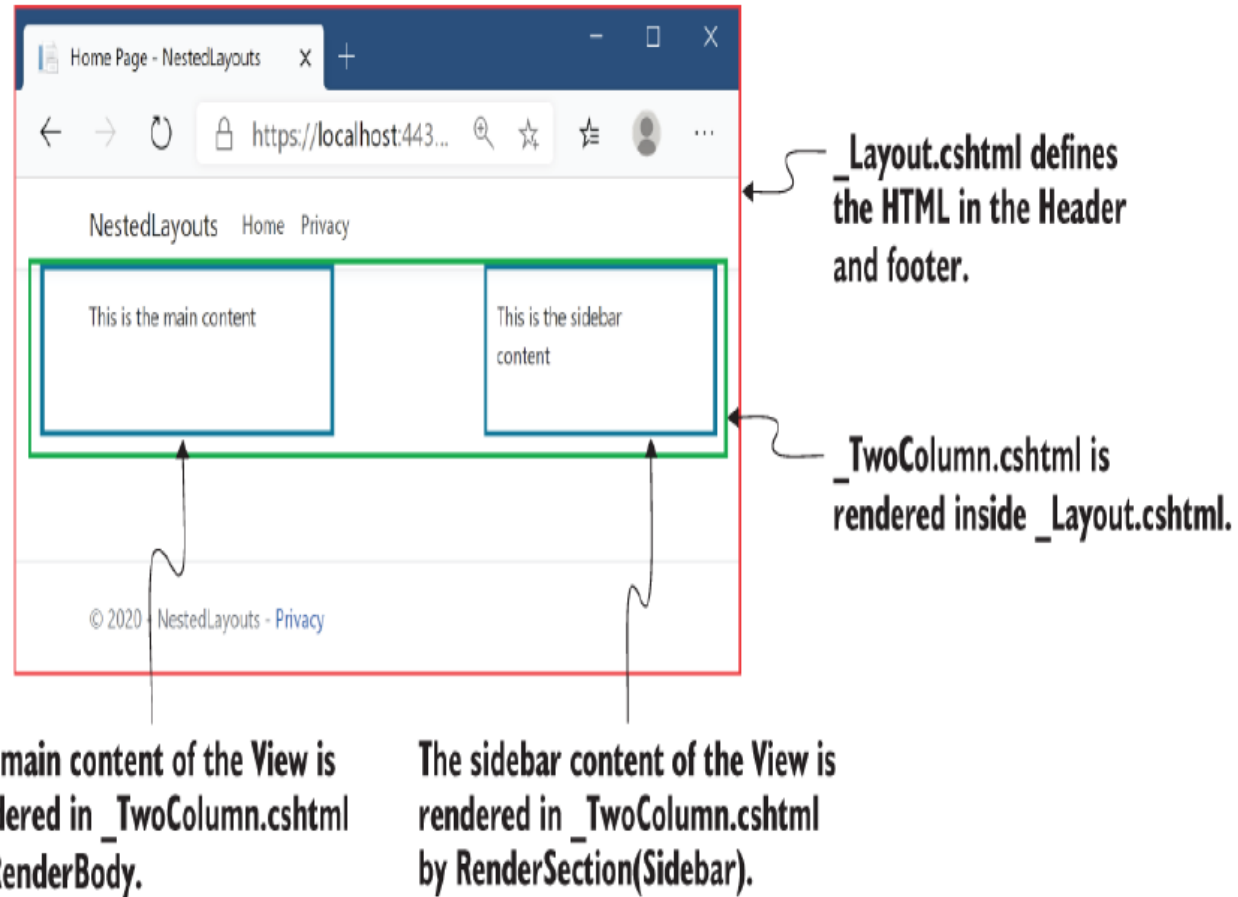 Home Page - NestedLayouts
https://localhost:443...
_Layout.cshtml defines
the HTML in the Header
and footer.
NestedLayouts Home Privacy
This is the main content
This is the sidebar
content
_TwoColumn.cshtml is
rendered inside _Layout.cshtml.
© 2020 - NestedLayouts - Privacy
main content of the View is
dered in _TwoColumn.cshtml
RenderBody.
The sidebar content of the View is
rendered in _TwoColumn.cshtml
by RenderSection(Sidebar).